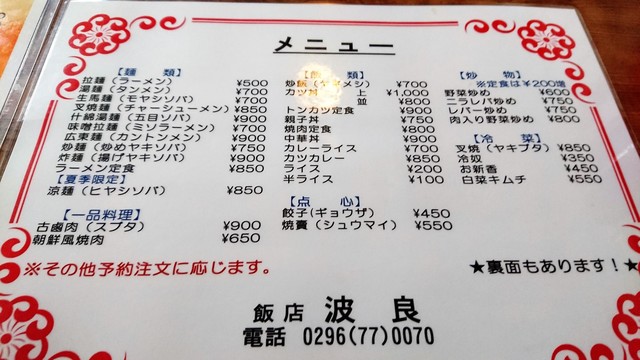 メニュー
【麺 類】
拉麺（ラーメン） ¥500
湯麺（タンメン） ¥700
生馬麺（モヤシソバ） ¥700
叉焼麺（チャーシューメン） ¥850
什錦湯麺（五目ソバ） ¥900
味噌拉麺（ミソラーメン） ¥700
広東麺（カントンメン） ¥900
炒麺（炒めヤキソバ） ¥750
炸麺（揚げヤキソバ） ¥900
ラーメン定食 ¥850
【夏季限定】
涼麺（ヒヤシソバ） ¥850
【一品料理】
古鹵肉（スブタ） ¥900
朝鮮風焼肉 ¥650
【飯 類】
炒飯（ヤキメシ） ¥700
カツ丼 上 ¥1,000
並 ¥800
トンカツ定食 ¥900
親子丼 ¥750
焼肉定食 ¥800
中華丼 ¥900
カレーライス ¥700
カツカレー ¥850
ライス ¥200
半ライス ¥100
【点 心】
餃子(ギョウザ) ¥450
焼賣（シュウマイ） ¥550
【炒 物】
※定食は¥200増
野菜炒め ¥600
ニラレバ炒め ¥750
レバー炒め ¥750
肉入り野菜炒め ¥800
【冷 菜】
叉焼（ヤキブタ） ¥850
冷奴 ¥350
お新香 ¥450
白菜キムチ ¥550
※その他予約注文に応じます。
★裏面もあります！★
飯店 波良
電話 0296(77)0070